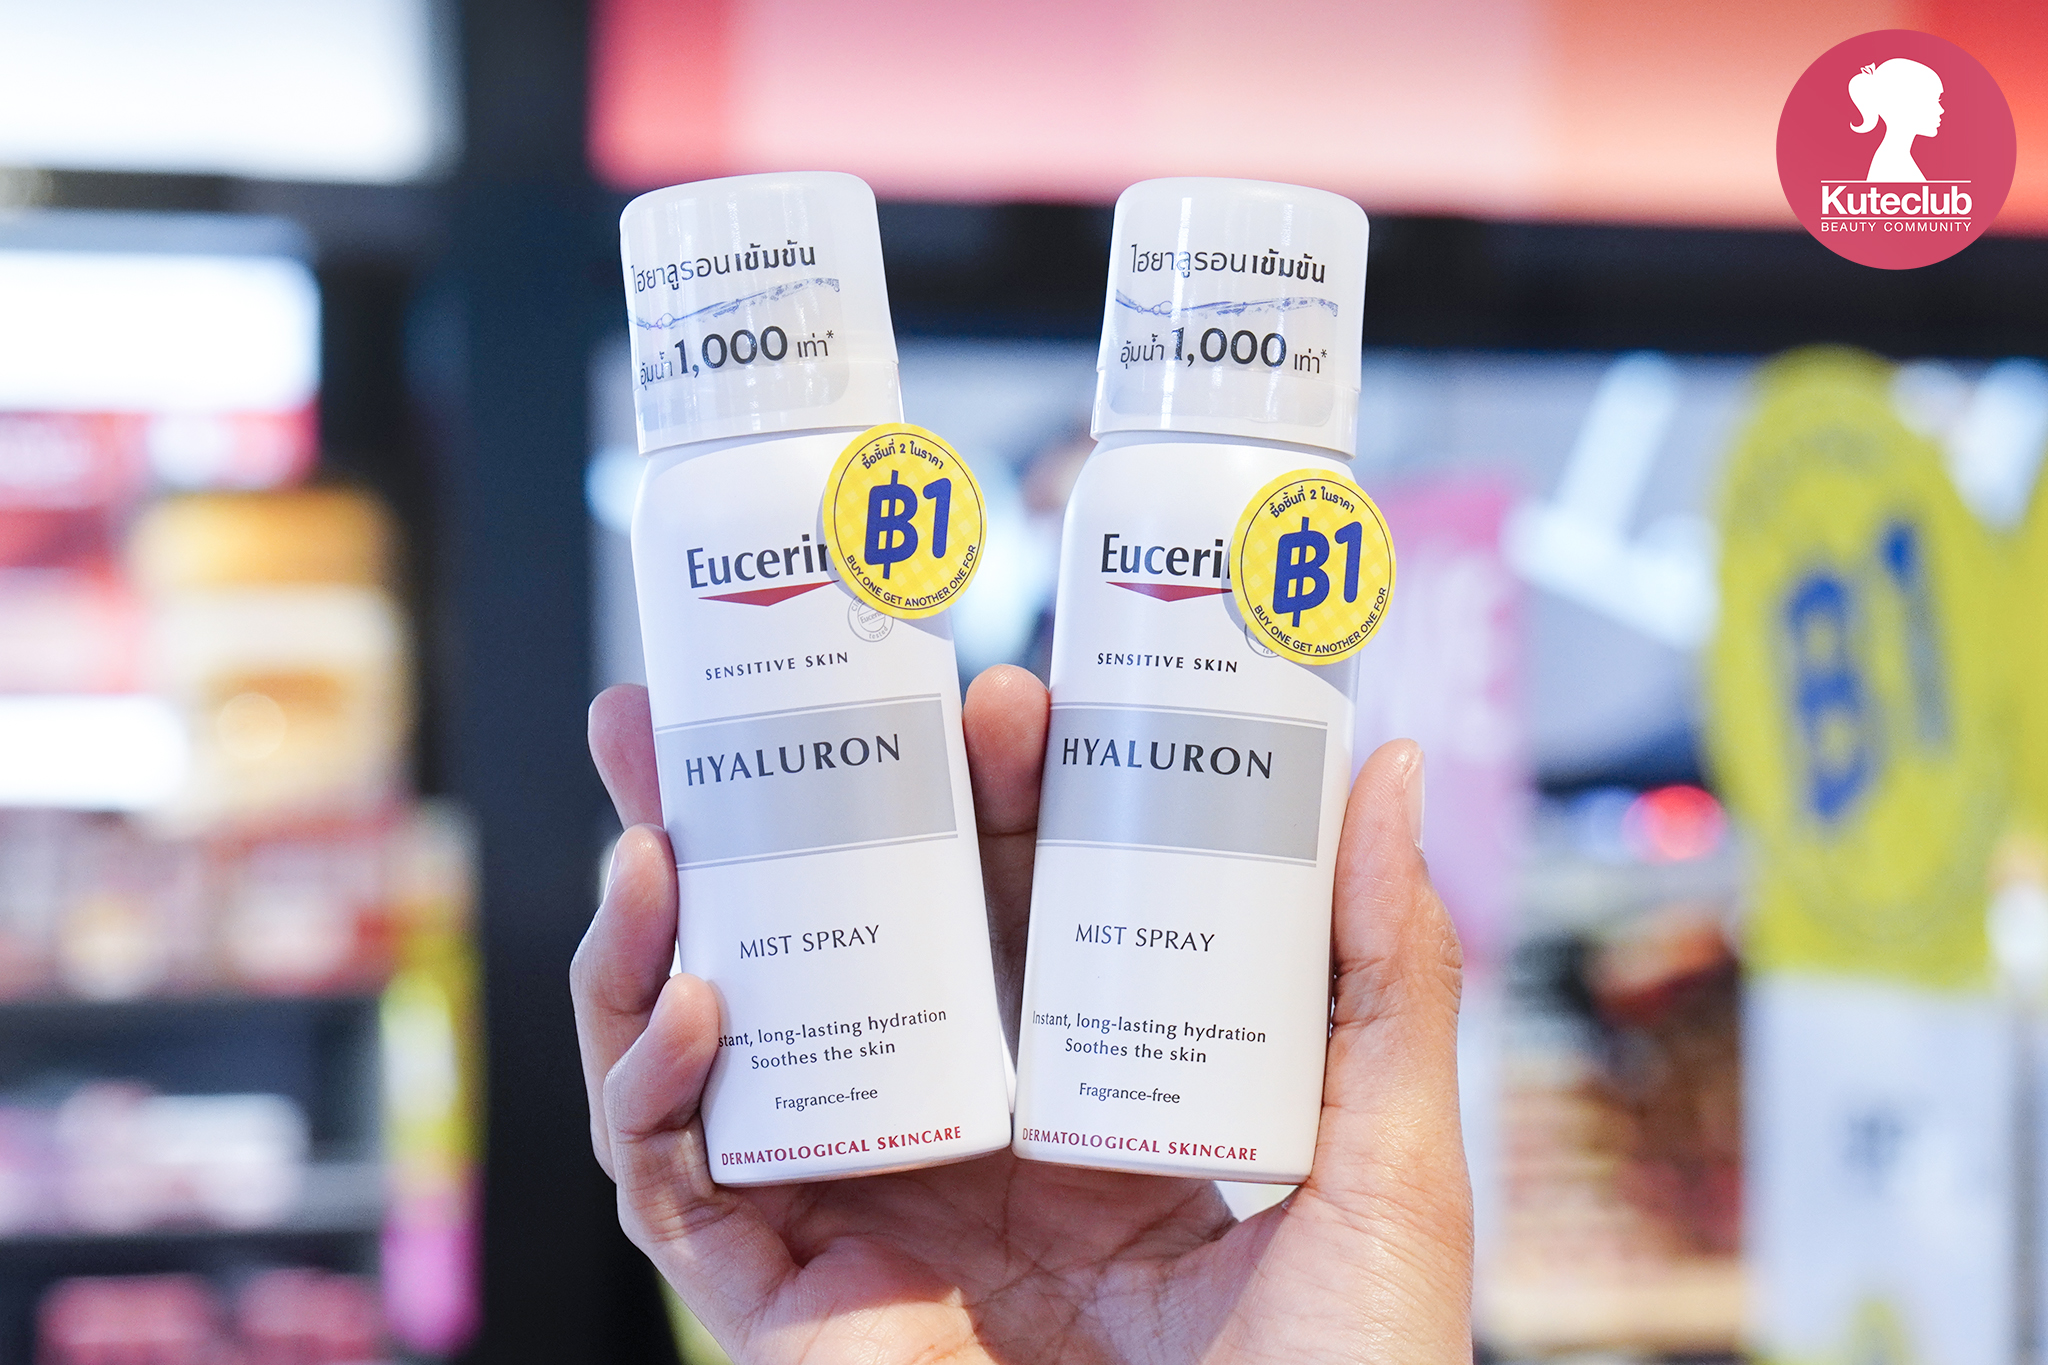 Kuteclub
BEAUTY COMMUNITY
ไฮยาลูรอนเข้มข้น
อุ้มน้ำ 1,000 เท่า*
ซื้อชิ้นที่ 2 ในราคา
฿1
BUY ONE GET ANOTHER ONE FOR
Eucerin
SENSITIVE SKIN
HYALURON
MIST SPRAY
stant, long-lasting hydration
Soothes the skin
Fragrance-free
DERMATOLOGICAL SKINCARE
ไฮยาลูรอนเข้มข้น
อุ้มน้ำ 1,000 เท่า*
ซื้อชิ้นที่ 2 ในราคา
฿1
BUY ONE GET ANOTHER ONE FOR
Euceri
SENSITIVE SKIN
HYALURON
MIST SPRAY
Instant, long-lasting hydration
Soothes the skin
Fragrance-free
DERMATOLOGICAL SKINCARE